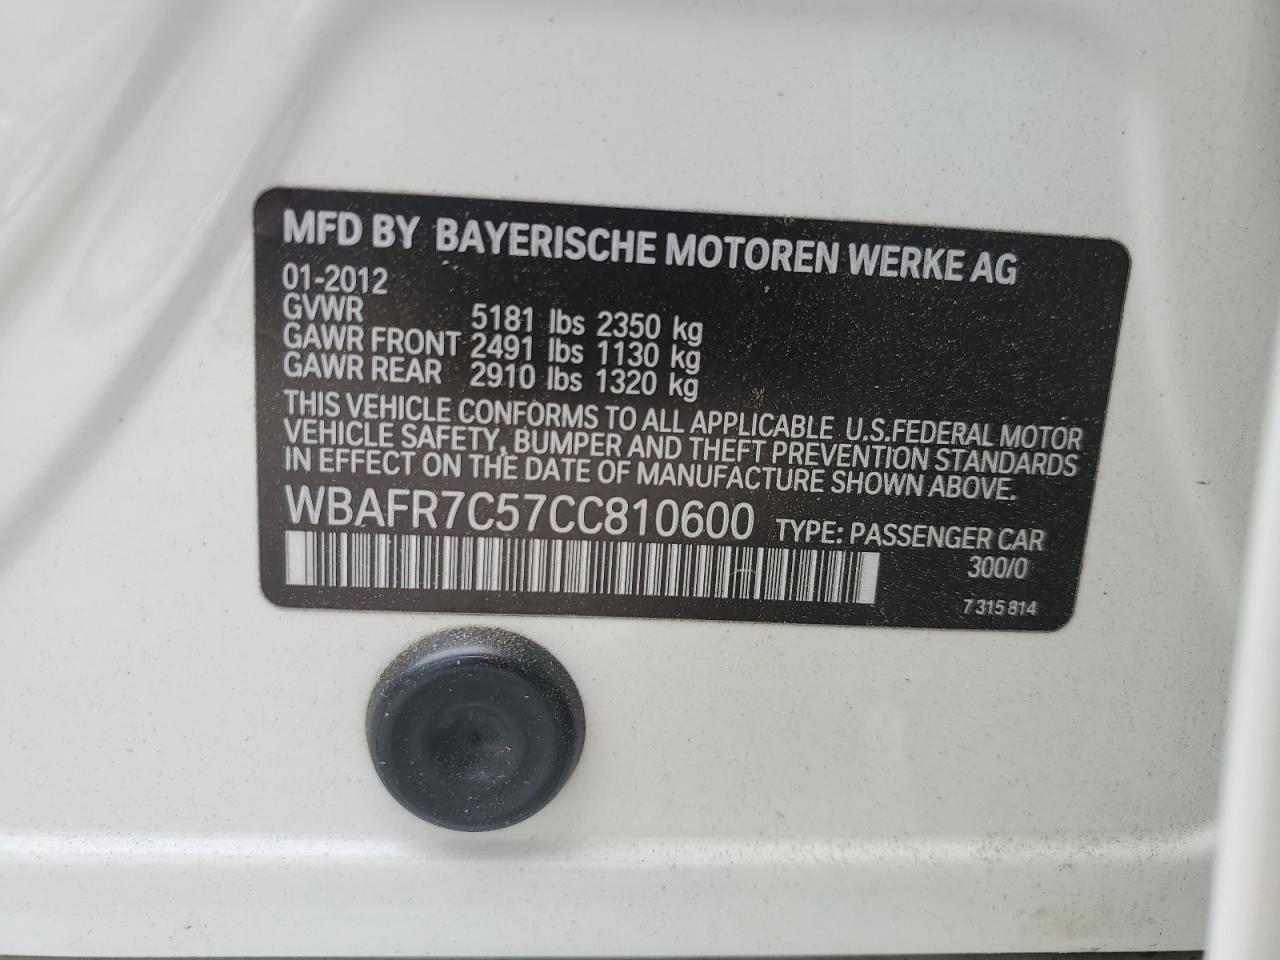 MFD BY BAYERISCHE MOTOREN WERKE AG
01-2012
GVWR 5181 lbs 2350 kg
GAWR FRONT 2491 lbs 1130 kg
GAWR REAR 2910 lbs 1320 kg
THIS VEHICLE CONFORMS TO ALL APPLICABLE U.S.FEDERAL MOTOR
VEHICLE SAFETY, BUMPER AND THEFT PREVENTION STANDARDS
IN EFFECT ON THE DATE OF MANUFACTURE SHOWN ABOVE.
WBAFR7C57CC810600 TYPE: PASSENGER CAR
300/0
7 315 814